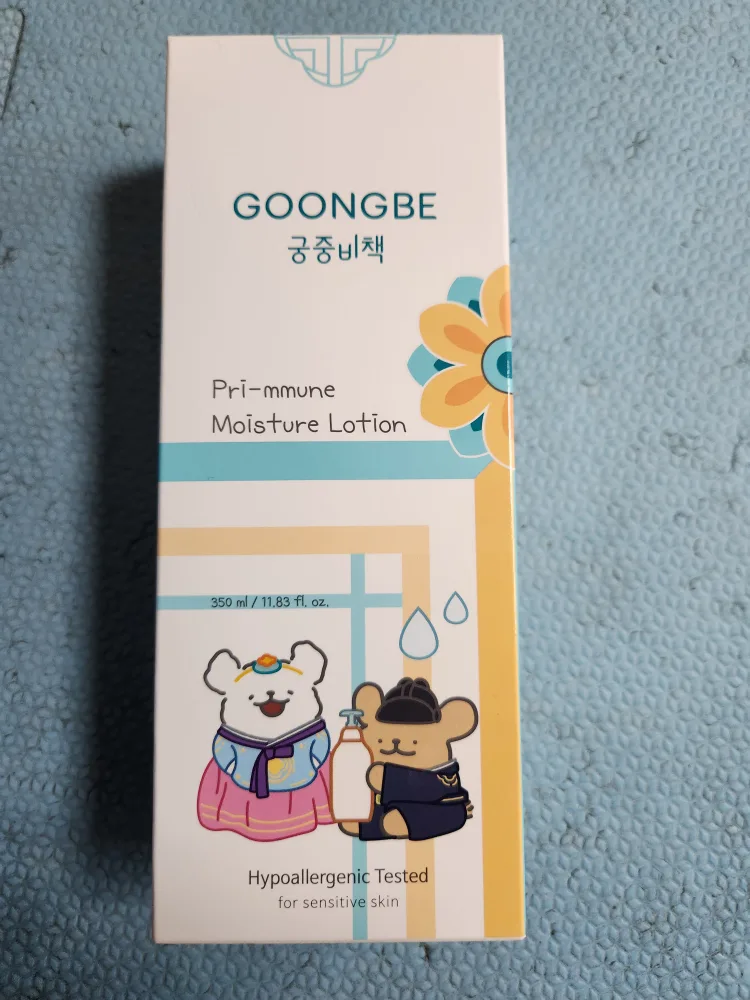 GOONGBE
궁중비책
Pri-mmune
Moisture Lotion
350 ml / 11.83 fl. oz.
Hypoallergenic Tested
for sensitive skin